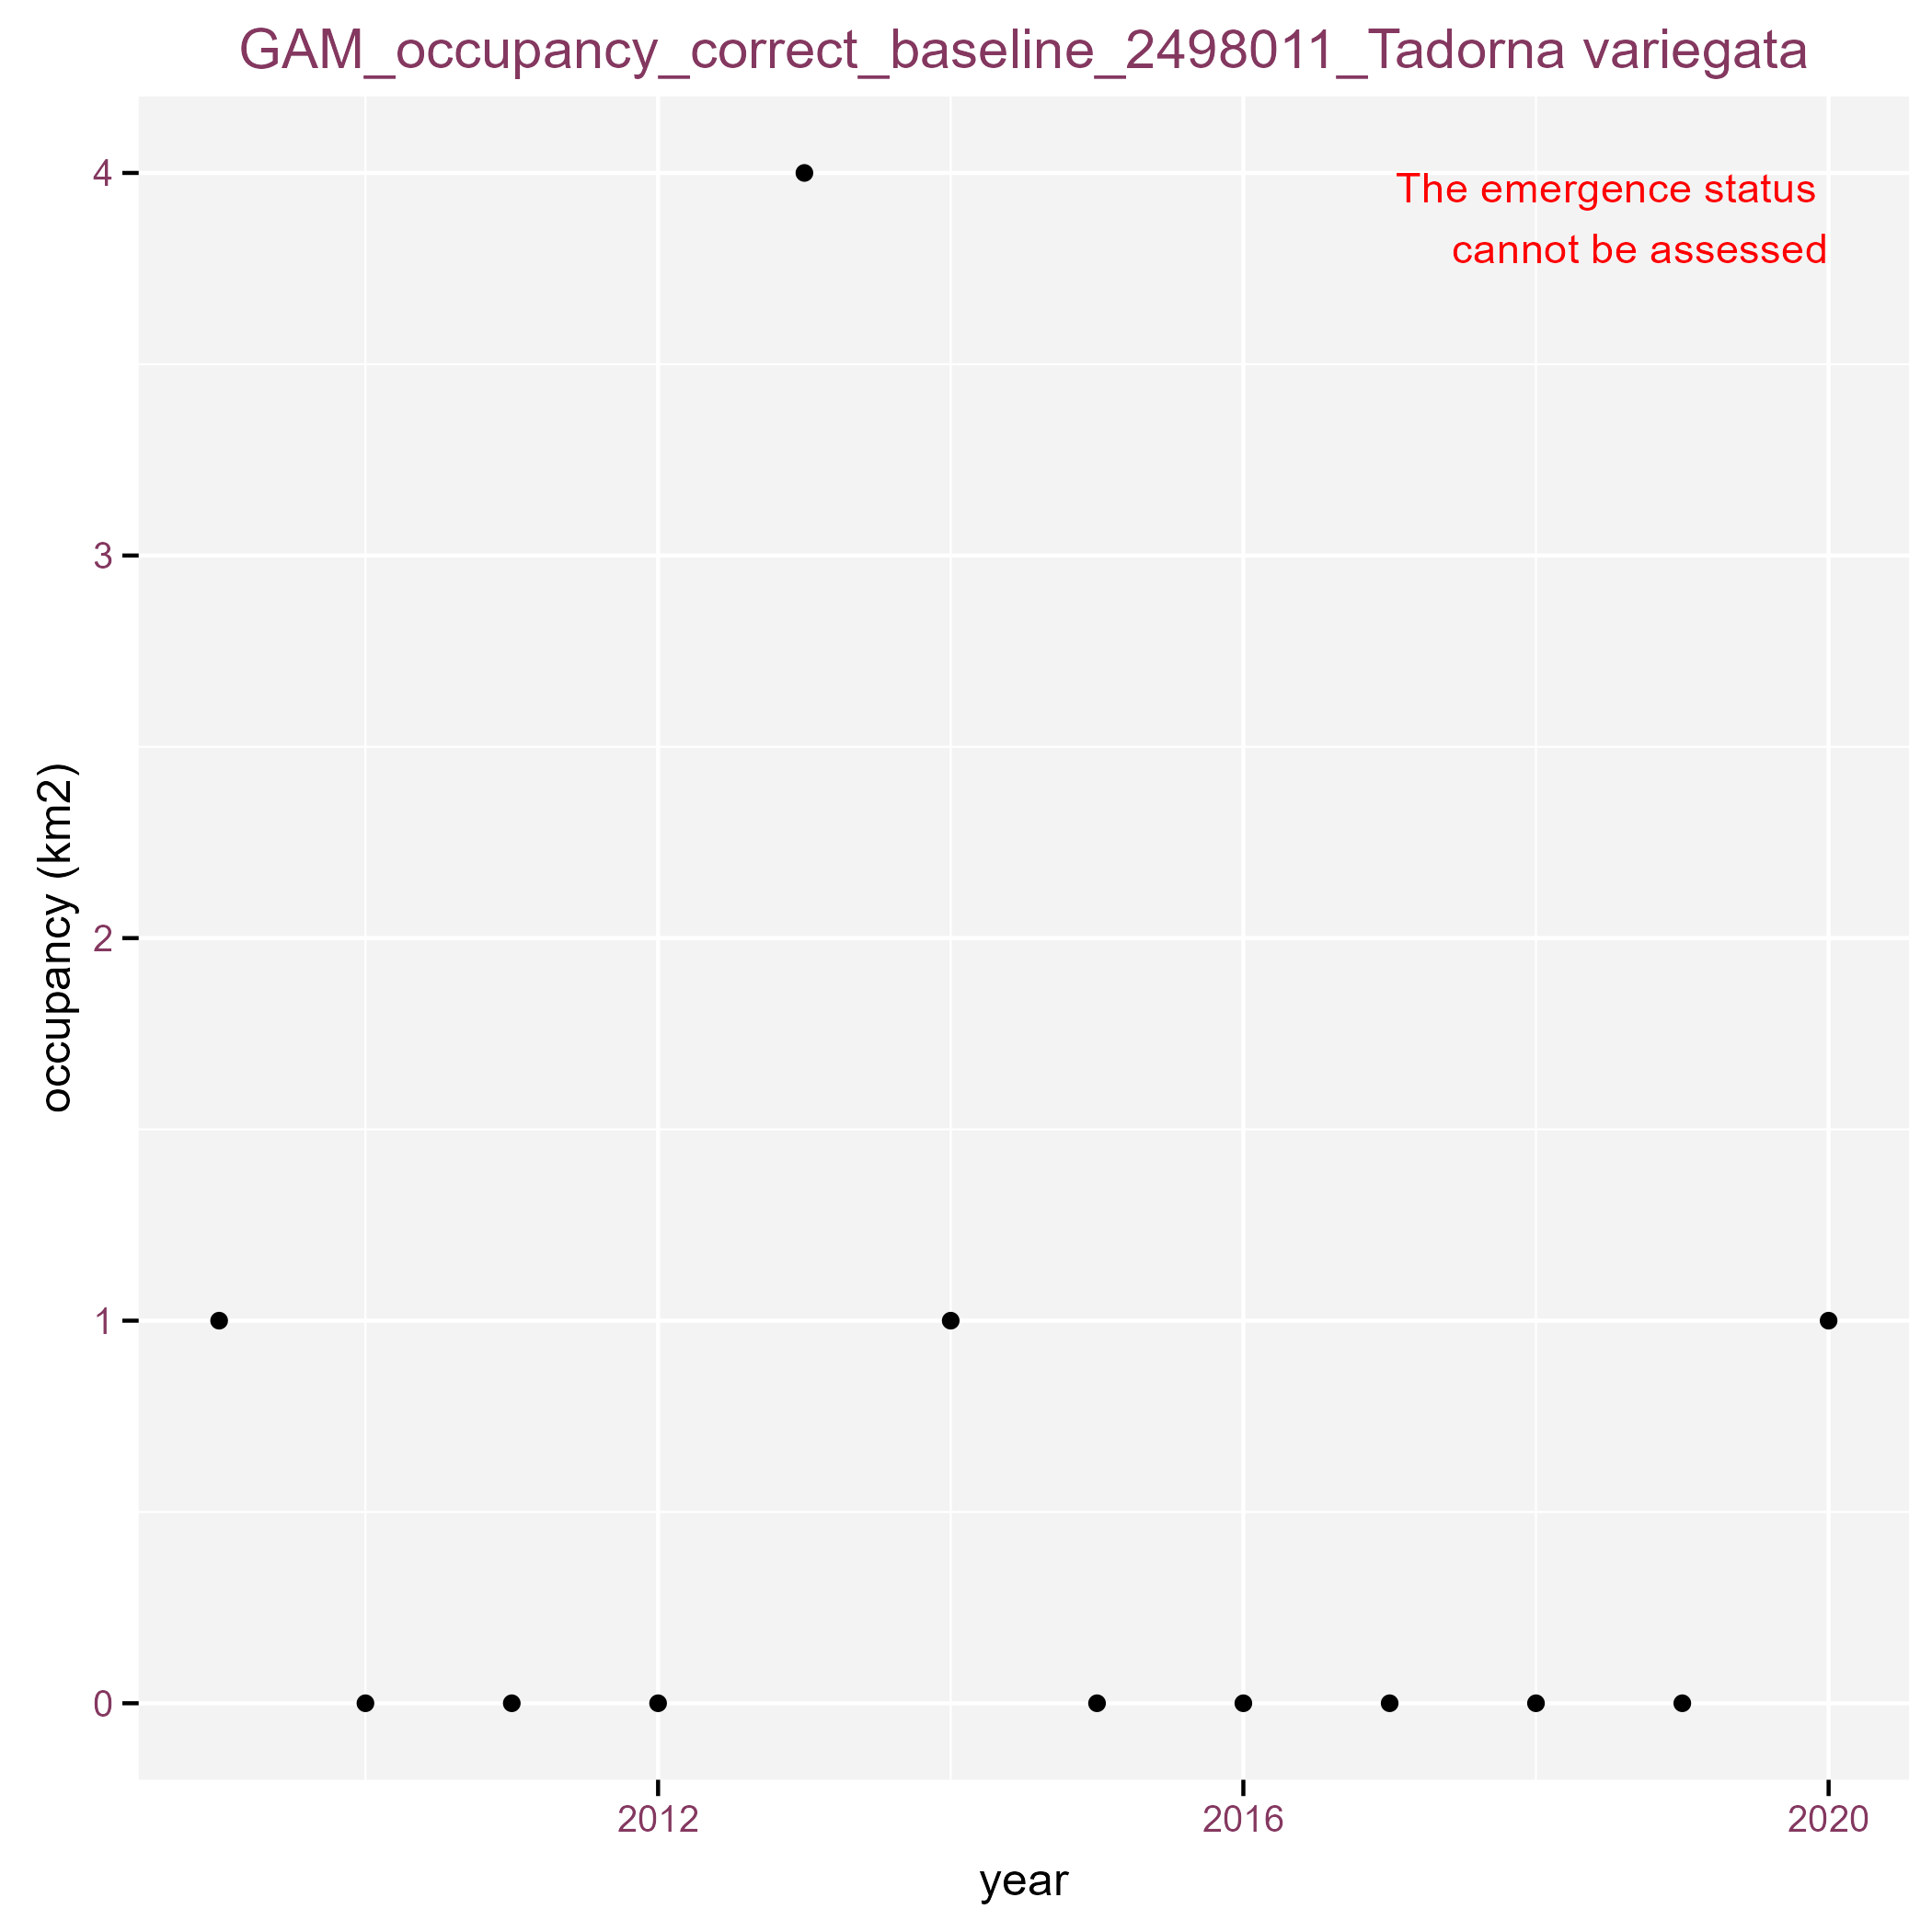 GAM_occupancy_correct_baseline_2498011_Tadorna variegata
The emergence status
cannot be assessed
4
3
2
1
0
occupancy (km2)
2012
2016
2020
year